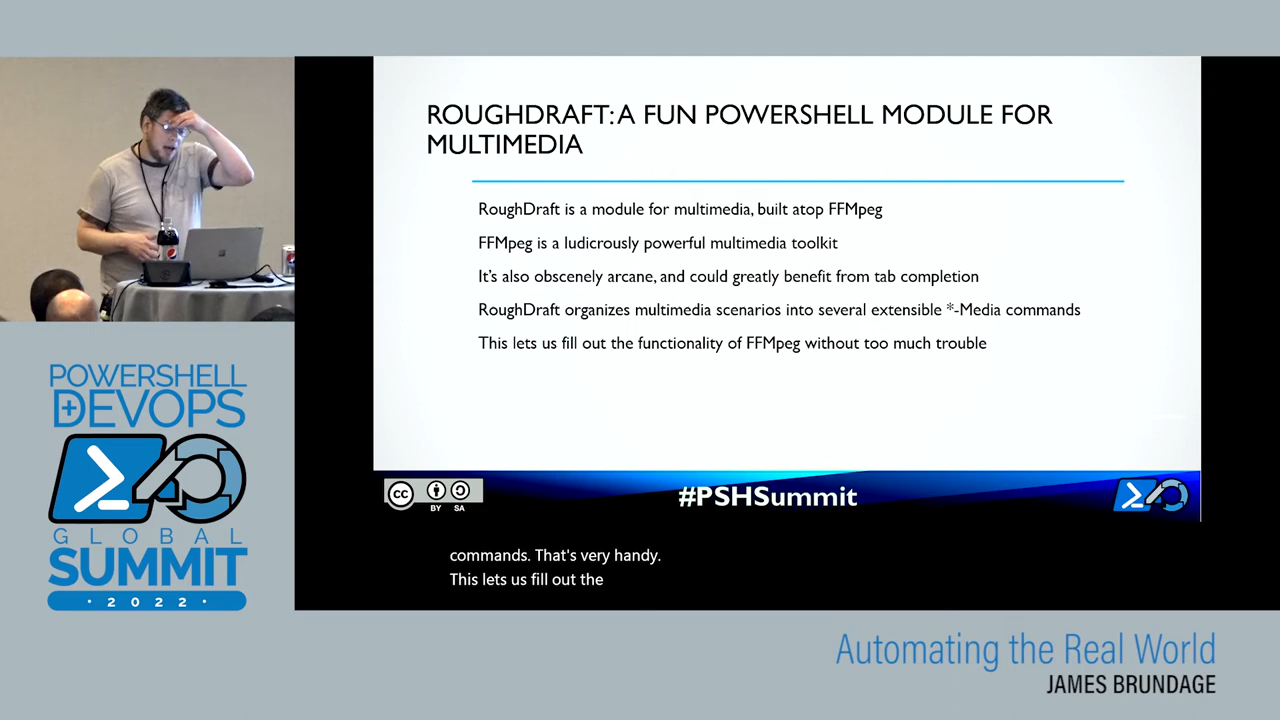 ROUGHDRAFT: A FUN POWERSHELL MODULE FOR
MULTIMEDIA
RoughDraft is a module for multimedia, built atop FFMpeg
FFMpeg is a ludicrously powerful multimedia toolkit
It's also obscenely arcane, and could greatly benefit from tab completion
RoughDraft organizes multimedia scenarios into several extensible *-Media commands
This lets us fill out the functionality of FFMpeg without too much trouble
cc
BY SA
#PSHSummit
commands. That's very handy.
This lets us fill out the
POWERSHELL
+ DEVOPS
GLOBAL
SUMMIT
· 2022 ·
Automating the Real World
JAMES BRUNDAGE